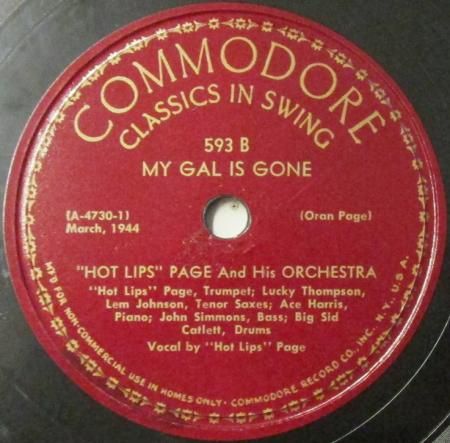 COMMODORE
CLASSICS IN SWING
593 B
MY GAL IS GONE
(A-4730-1)
March, 1944
(Oran Page)
"HOT LIPS" PAGE And His ORCHESTRA
"Hot Lips" Page, Trumpet; Lucky Thompson,
Lem Johnson, Tenor Saxes; Ace Harris,
Piano; John Simmons, Bass; Big Sid
Catlett, Drums
Vocal by "Hot Lips" Page
MFD FOR NON-COMMERCIAL USE IN HOMES ONLY · COMMODORE RECORD CO., INC. N.Y. U.S.A.